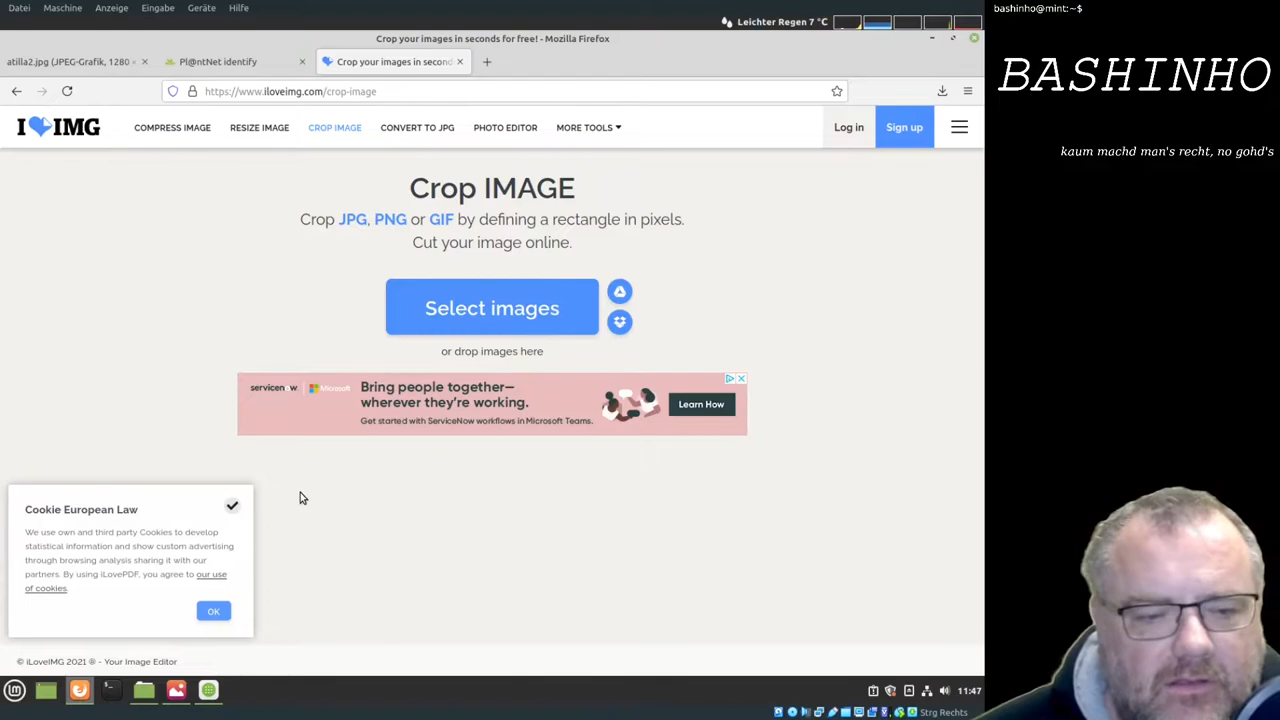 Datei Maschine Anzeige Eingabe Geräte Hilfe
bashinho@mint:~$
Leichter Regen 7 °C
Crop your images in seconds for free! - Mozilla Firefox
atilla2.jpg (JPEG-Grafik, 1280 ×
Pl@ntNet identify
Crop your images in second
https://www.iloveimg.com/crop-image
BASHINHO
kaum machd man's recht, no gohd's
I IMG
COMPRESS IMAGE RESIZE IMAGE CROP IMAGE CONVERT TO JPG PHOTO EDITOR MORE TOOLS
Log in Sign up
Crop IMAGE
Crop JPG, PNG or GIF by defining a rectangle in pixels.
Cut your image online.
Select images
or drop images here
servicenow Microsoft
Bring people together—
wherever they're working.
Get started with ServiceNow workflows in Microsoft Teams.
Learn How
Cookie European Law
We use own and third party Cookies to develop
statistical information and show custom advertising
through browsing analysis sharing it with our
partners. By using iLovePDF, you agree to our use
of cookies.
OK
© iLoveIMG 2021 ® - Your Image Editor
11:47
Strg Rechts